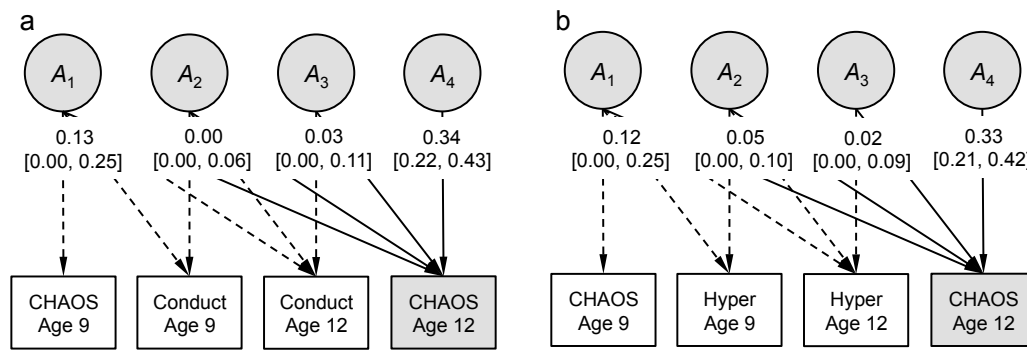 a
A1 A2 A3 A4
0.13 0.00 0.03 0.34
[0.00, 0.25] [0.00, 0.06] [0.00, 0.11] [0.22, 0.43]
CHAOS Conduct Conduct CHAOS
Age 9 Age 9 Age 12 Age 12
b
A1 A2 A3 A4
0.12 0.05 0.02 0.33
[0.00, 0.25] [0.00, 0.10] [0.00, 0.09] [0.21, 0.42]
CHAOS Hyper Hyper CHAOS
Age 9 Age 9 Age 12 Age 12